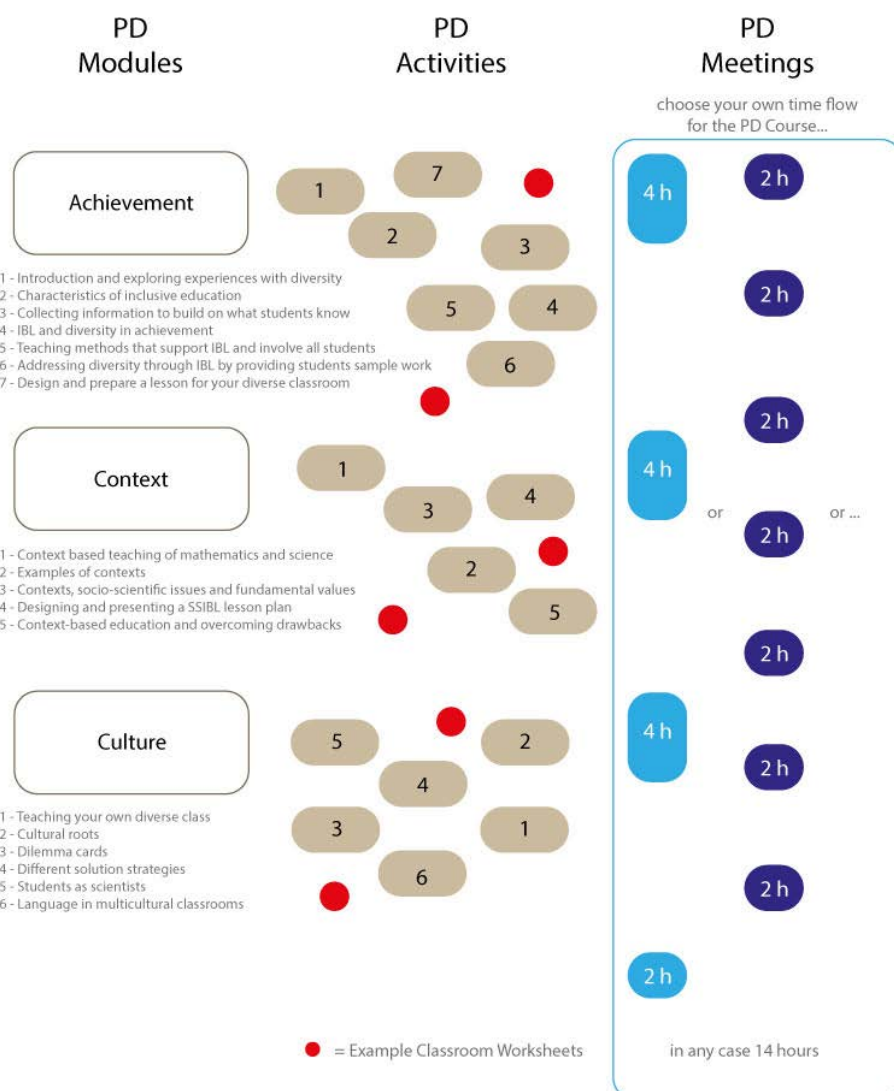 PD
Modules
PD
Activities
PD
Meetings
choose your own time flow
for the PD Course...
Achievement
1 - Introduction and exploring experiences with diversity
2 - Characteristics of inclusive education
3 - Collecting information to build on what students know
4 - IBL and diversity in achievement
5 - Teaching methods that support IBL and involve all students
6 - Addressing diversity through IBL by providing students sample work
7 - Design and prepare a lesson for your diverse classroom
1
7
2
3
5
4
6
Context
1 - Context based teaching of mathematics and science
2 - Examples of contexts
3 - Contexts, socio-scientific issues and fundamental values
4 - Designing and presenting a SSIBL lesson plan
5 - Context-based education and overcoming drawbacks
1
4
3
2
5
Culture
1 - Teaching your own diverse class
2 - Cultural roots
3 - Dilemma cards
4 - Different solution strategies
5 - Students as scientists
6 - Language in multicultural classrooms
5
2
4
3
1
6
= Example Classroom Worksheets
4 h
4 h
4 h
2 h
or
2 h
2 h
2 h
2 h
2 h
2 h
2 h
or ...
in any case 14 hours